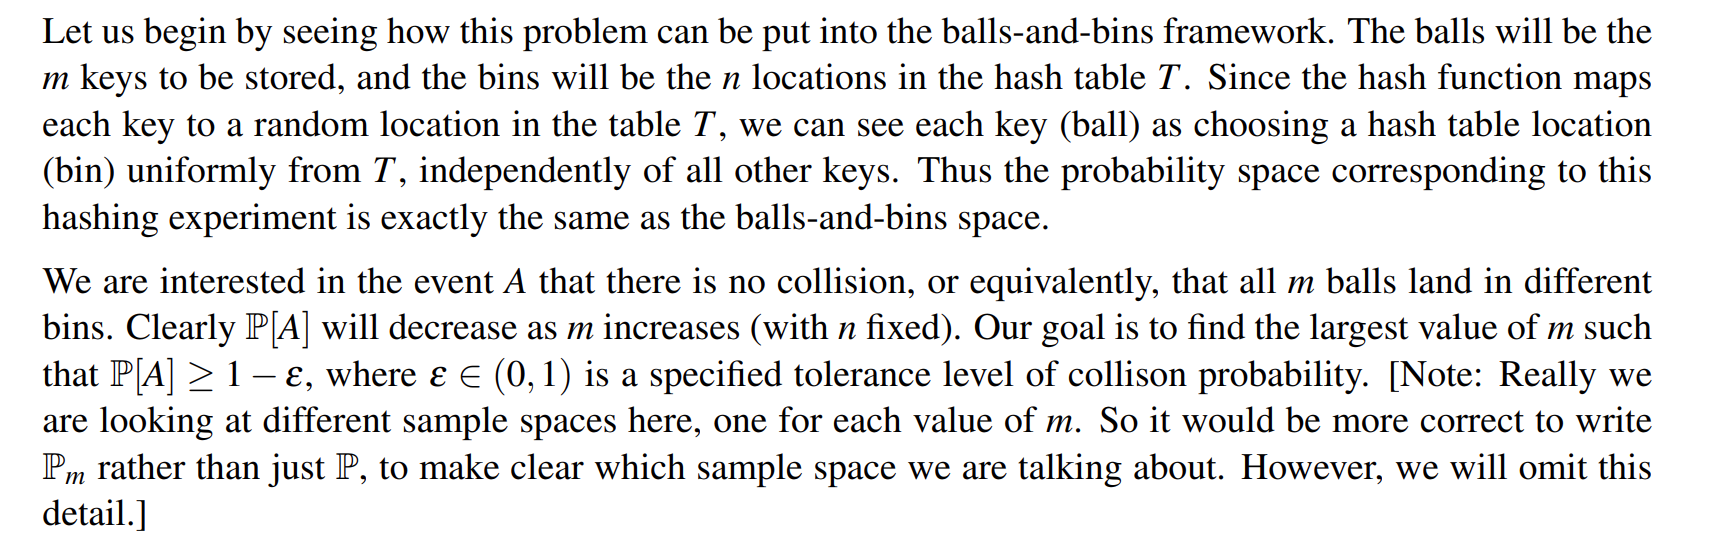 Let us begin by seeing how this problem can be put into the balls-and-bins framework. The balls will be the
m keys to be stored, and the bins will be the n locations in the hash table T. Since the hash function maps
each key to a random location in the table T, we can see each key (ball) as choosing a hash table location
(bin) uniformly from T, independently of all other keys. Thus the probability space corresponding to this
hashing experiment is exactly the same as the balls-and-bins space.
We are interested in the event A that there is no collision, or equivalently, that all m balls land in different
bins. Clearly ℙ[A] will decrease as m increases (with n fixed). Our goal is to find the largest value of m such
that ℙ[A] ≥ 1 − ε, where ε ∈ (0,1) is a specified tolerance level of collison probability. [Note: Really we
are looking at different sample spaces here, one for each value of m. So it would be more correct to write
ℙₘ rather than just ℙ, to make clear which sample space we are talking about. However, we will omit this
detail.]